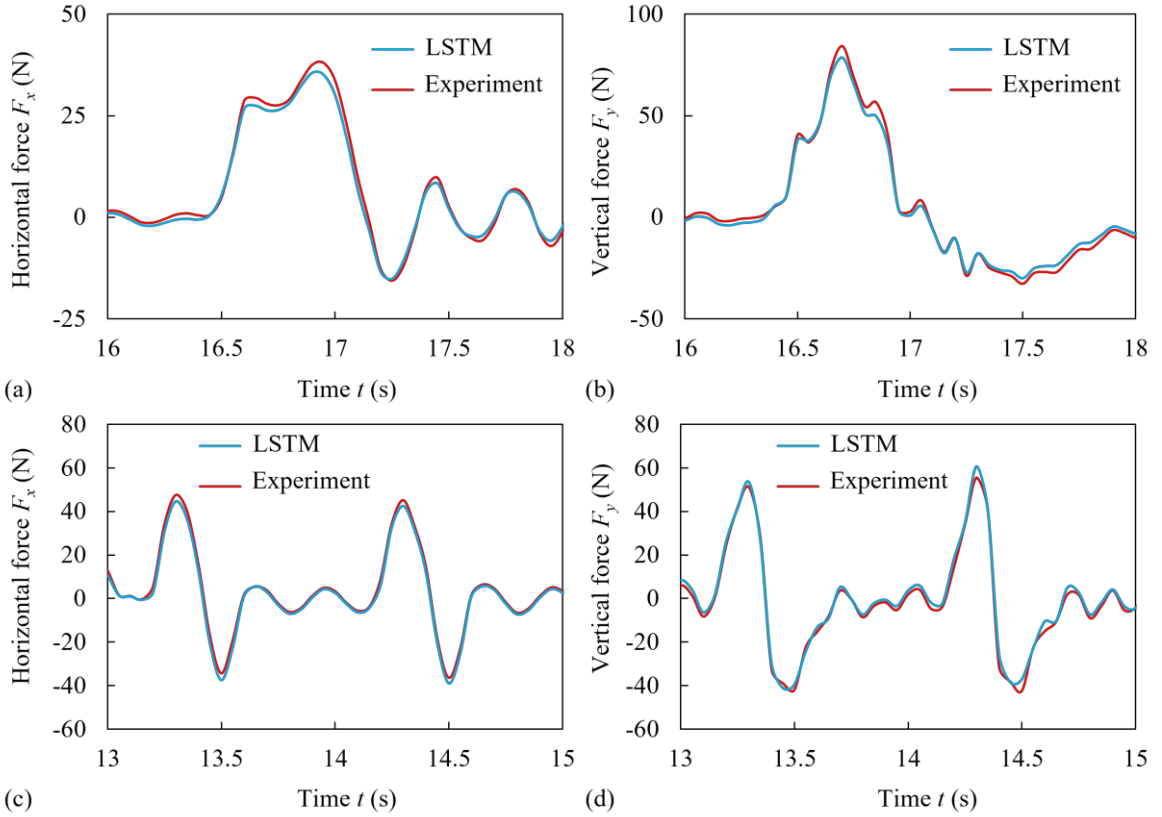 50
25
0
-25
Horizontal force Fx (N)
LSTM
Experiment
16
16.5
17
17.5
18
(a)
Time t (s)
100
50
0
-50
Vertical force Fy (N)
LSTM
Experiment
16
16.5
17
17.5
18
(b)
Time t (s)
80
60
40
20
0
-20
-40
-60
Horizontal force Fx (N)
LSTM
Experiment
13
13.5
14
14.5
15
(c)
Time t (s)
80
60
40
20
0
-20
-40
-60
Vertical force Fy (N)
LSTM
Experiment
13
13.5
14
14.5
15
(d)
Time t (s)